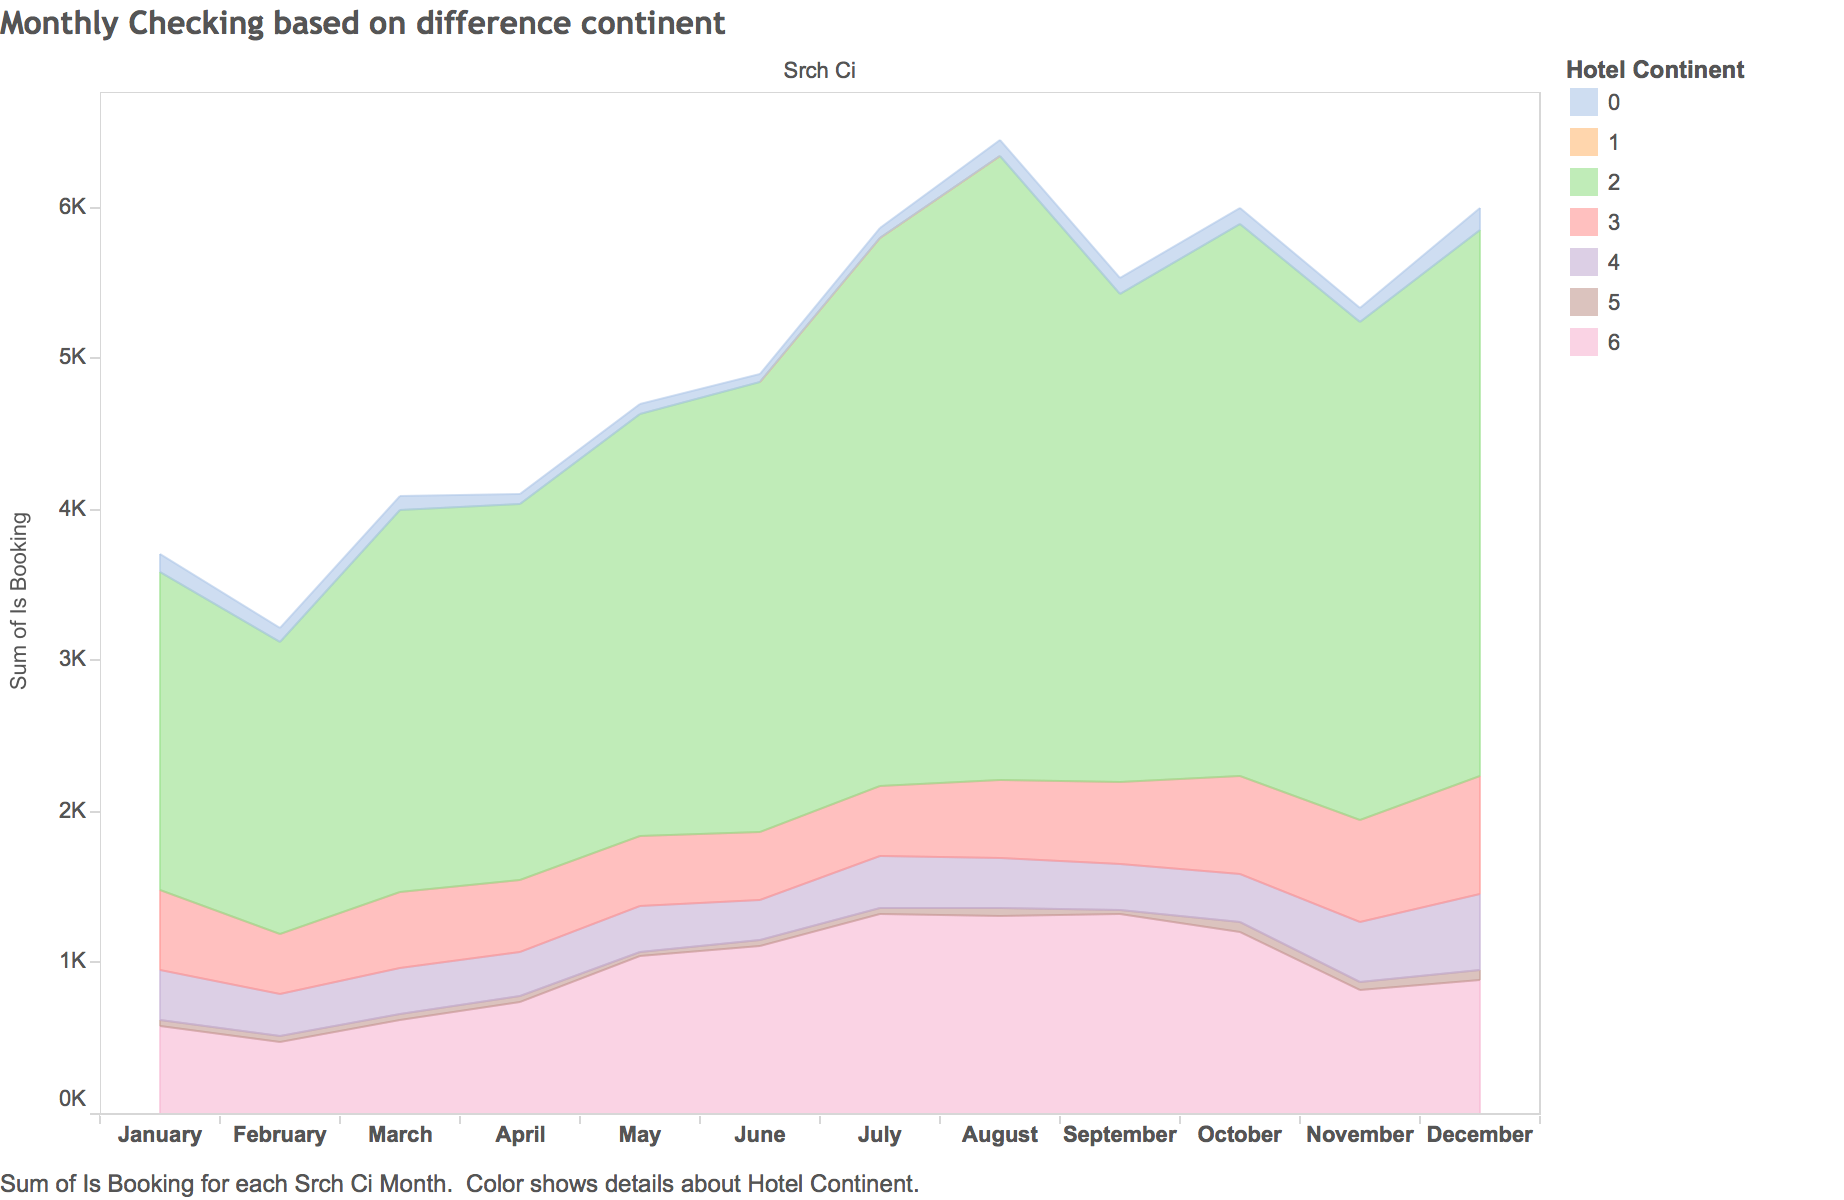 Monthly Checking based on difference continent
Srch Ci
Hotel Continent
0
1
2
3
4
5
6
Sum of Is Booking
6K
5K
4K
3K
2K
1K
0K
January February March April May June July August September October November December
Sum of Is Booking for each Srch Ci Month.  Color shows details about Hotel Continent.